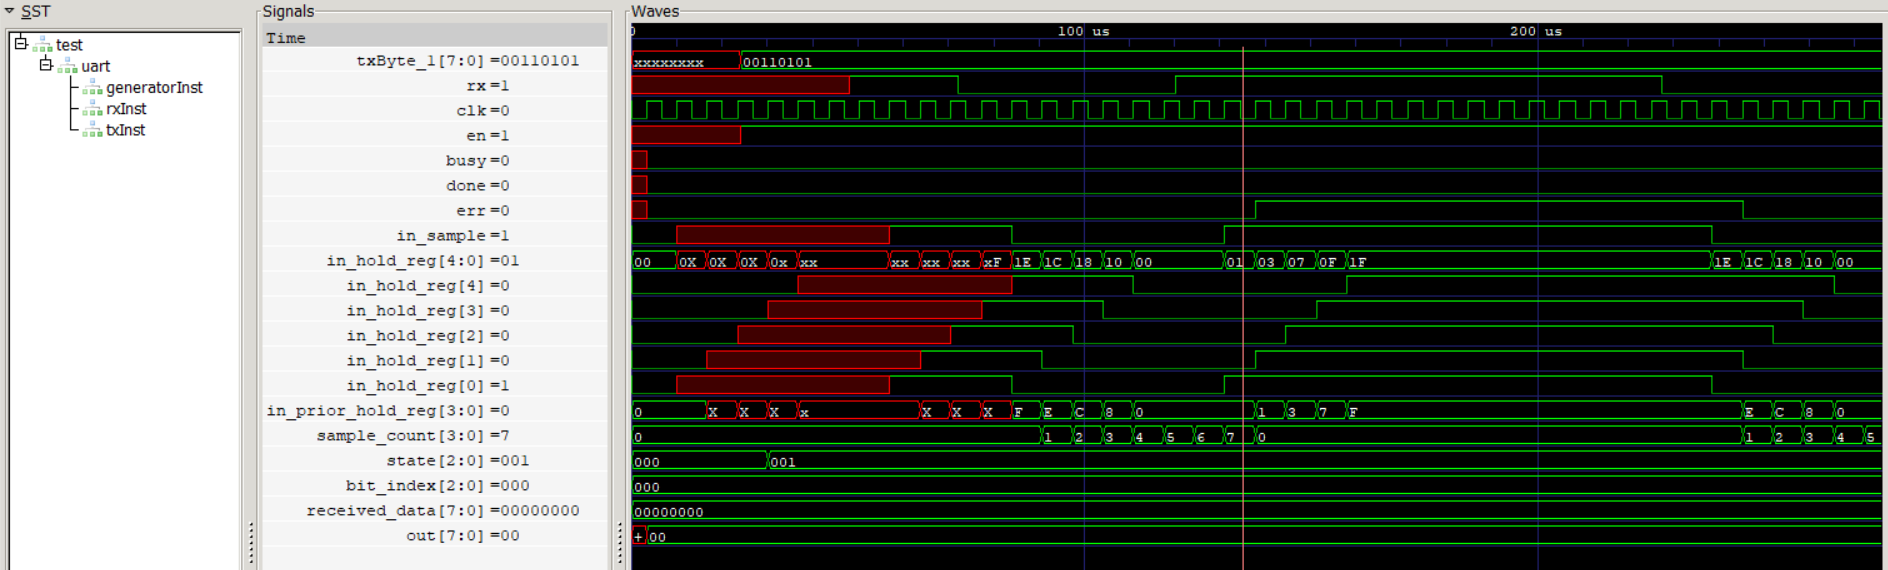 SST
Signals
Waves
test
uart
generatorInst
rxInst
txInst
Time
0 100 us 200 us
txByte_1[7:0] =00110101 xxxxxxxx 00110101
rx =1
clk =0
en =1
busy =0
done =0
err =0
in_sample =1
in_hold_reg[4:0] =01 00 0X 0X 0X 0x xx xx xx xx xF 1E 1C 18 10 00 01 03 07 0F 1F 1E 1C 18 10 00
in_hold_reg[4] =0
in_hold_reg[3] =0
in_hold_reg[2] =0
in_hold_reg[1] =0
in_hold_reg[0] =1
in_prior_hold_reg[3:0] =0 0 X X X x X X X F E C 8 0 1 3 7 F E C 8 0
sample_count[3:0] =7 0 1 2 3 4 5 6 7 0 1 2 3 4 5
state[2:0] =001 000 001
bit_index[2:0] =000 000
received_data[7:0] =00000000 00000000
out[7:0] =00 + 00